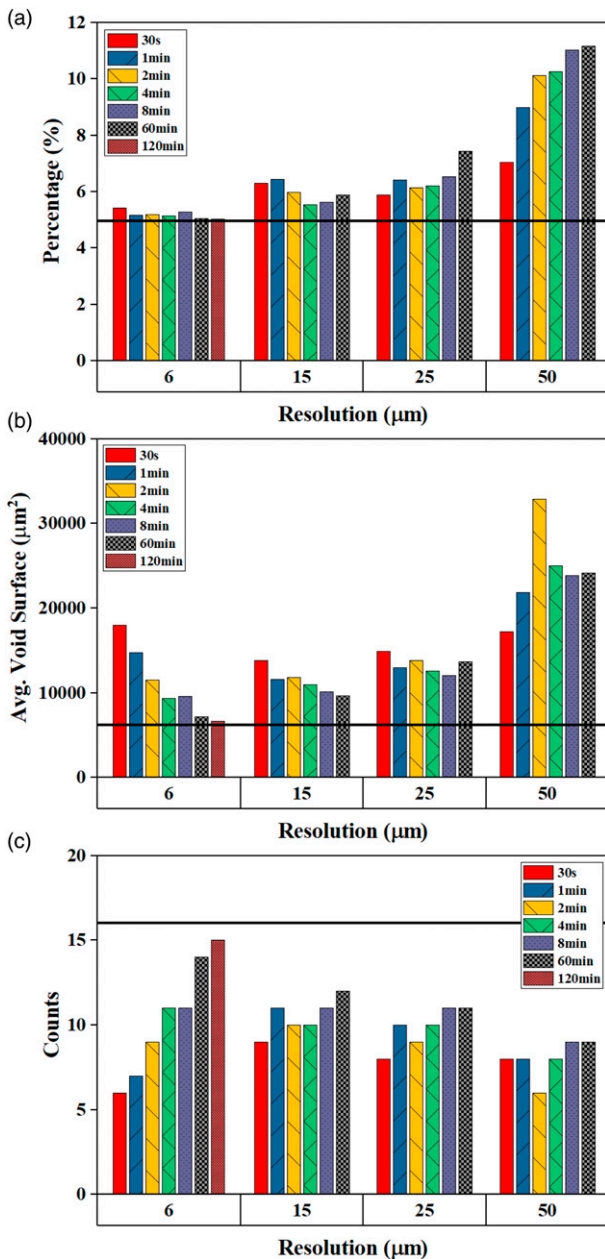 (a)
12
10
8
6
4
2
0
Percentage (%)
30s
1min
2min
4min
8min
60min
120min
6 15 25 50
Resolution (μm)
(b)
40000
30000
20000
10000
0
Avg. Void Surface (μm²)
30s
1min
2min
4min
8min
60min
120min
6 15 25 50
Resolution (μm)
(c)
20
15
10
5
0
Counts
30s
1min
2min
4min
8min
60min
120min
6 15 25 50
Resolution (μm)